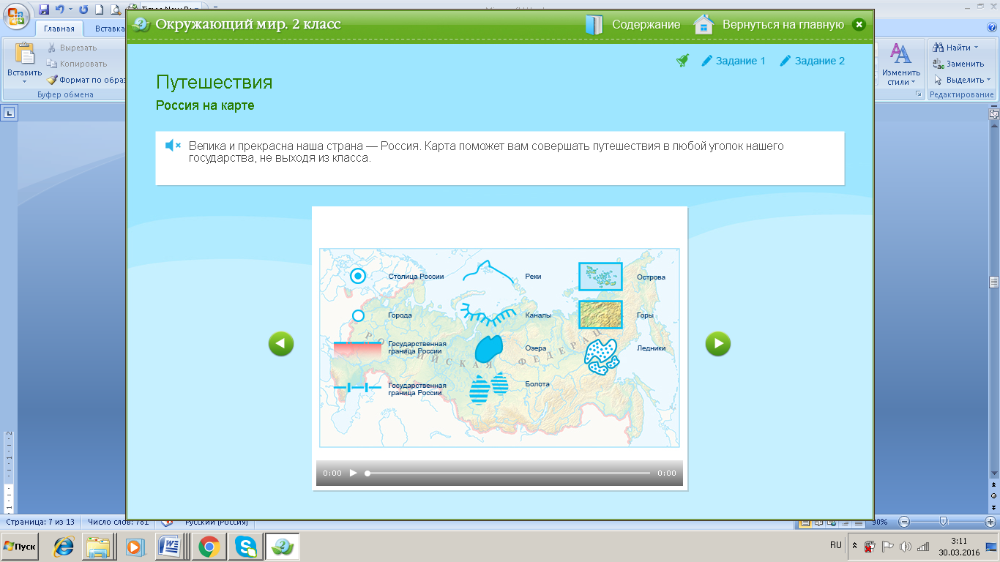 Главная
Вставка
Вырезать
Копировать
Формат по обра
Вставить
Буфер обмена
Найти
Заменить
Выделить
Изменить
стили
Редактирование
Окружающий мир. 2 класс
Содержание
Вернуться на главную
Задание 1
Задание 2
Путешествия
Россия на карте
Велика и прекрасна наша страна — Россия. Карта поможет вам совершать путешествия в любой уголок нашего
государства, не выходя из класса.
Столица России
Реки
Острова
Города
Каналы
Горы
Государственная
граница России
Озера
Ледники
Государственная
граница России
Болота
РОССИЙСКАЯ ФЕДЕРАЦ
0:00
0:00
Страница: 7 из 13
Число слов: 781
Русский (Россия)
90%
Пуск
RU
3:11
30.03.2016